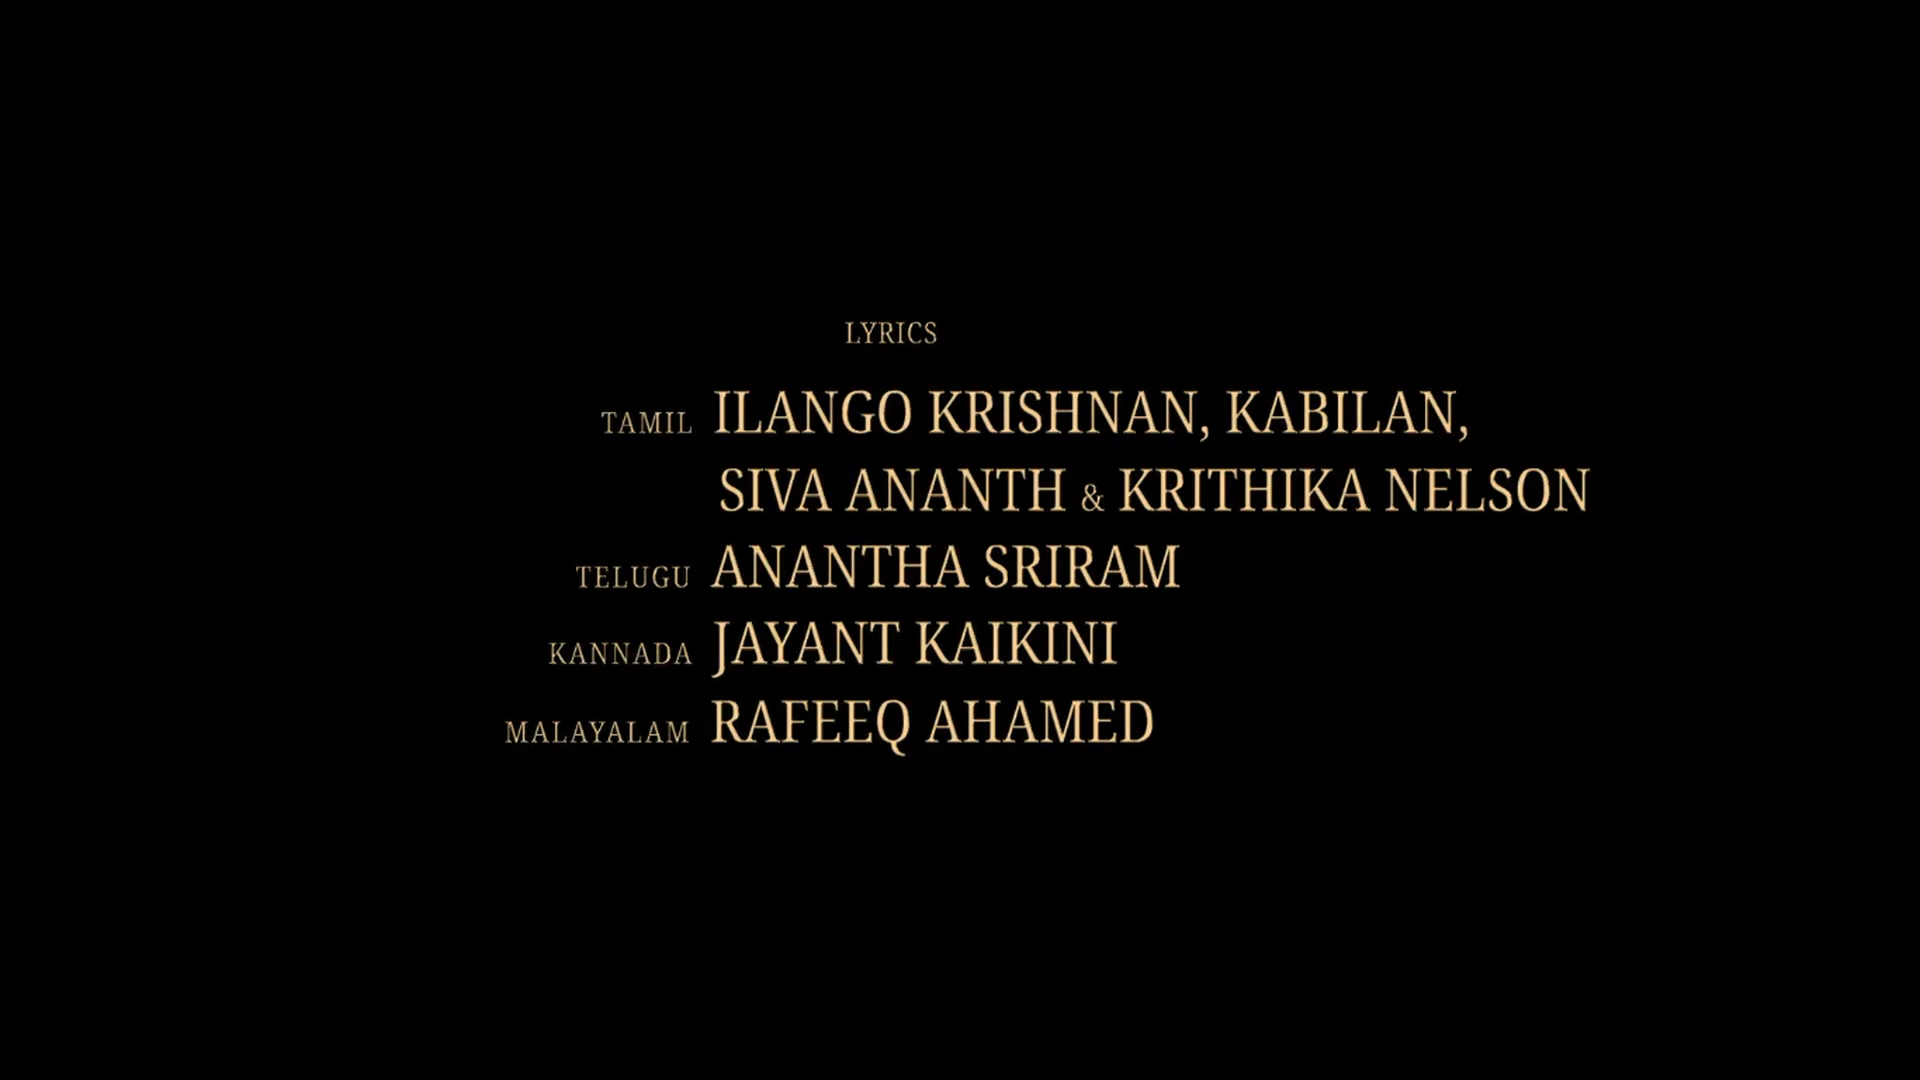 LYRICS
TAMIL ILANGO KRISHNAN, KABILAN,
SIVA ANANTH & KRITHIKA NELSON
TELUGU ANANTHA SRIRAM
KANNADA JAYANT KAIKINI
MALAYALAM RAFEEQ AHAMED